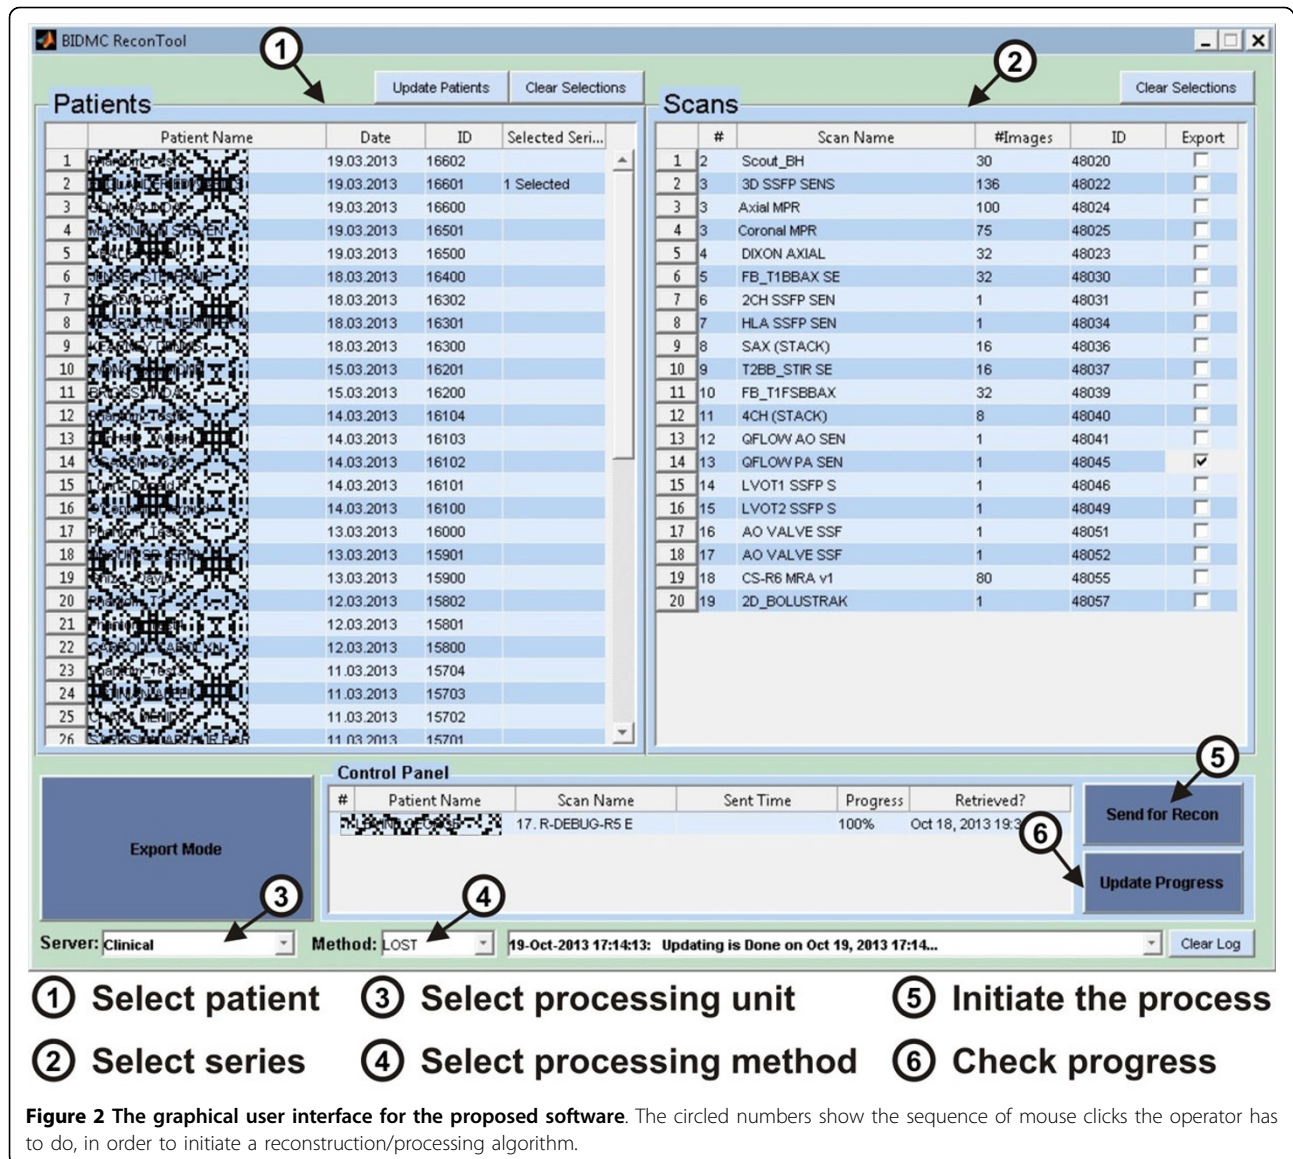 BIDMC ReconTool
1
2
Update Patients Clear Selections
Clear Selections
Patients
Scans
Patient Name Date ID Selected Seri...
1 19.03.2013 16602
2 19.03.2013 16601 1 Selected
3 19.03.2013 16600
4 19.03.2013 16501
5 19.03.2013 16500
6 18.03.2013 16400
7 18.03.2013 16302
8 18.03.2013 16301
9 18.03.2013 16300
10 15.03.2013 16201
11 15.03.2013 16200
12 14.03.2013 16104
13 14.03.2013 16103
14 14.03.2013 16102
15 14.03.2013 16101
16 14.03.2013 16100
17 13.03.2013 16000
18 13.03.2013 15901
19 13.03.2013 15900
20 12.03.2013 15802
21 12.03.2013 15801
22 12.03.2013 15800
23 11.03.2013 15704
24 11.03.2013 15703
25 11.03.2013 15702
26 11.03.2013 15701
# Scan Name #Images ID Export
1 2 Scout_BH 30 48020
2 3 3D SSFP SENS 136 48022
3 3 Axial MPR 100 48024
4 3 Coronal MPR 75 48025
5 4 DIXON AXIAL 32 48023
6 5 FB_T1BBAX SE 32 48030
7 6 2CH SSFP SEN 1 48031
8 7 HLA SSFP SEN 1 48034
9 8 SAX (STACK) 16 48036
10 9 T2BB_STIR SE 16 48037
11 10 FB_T1FSBBAX 32 48039
12 11 4CH (STACK) 8 48040
13 12 QFLOW AO SEN 1 48041
14 13 QFLOW PA SEN 1 48045
15 14 LVOT1 SSFP S 1 48046
16 15 LVOT2 SSFP S 1 48049
17 16 AO VALVE SSF 1 48051
18 17 AO VALVE SSF 1 48052
19 18 CS-R6 MRA v1 80 48055
20 19 2D_BOLUSTRAK 1 48057
Export Mode
Control Panel
# Patient Name Scan Name Sent Time Progress Retrieved?
17. R-DEBUG-R5 E 100% Oct 18, 2013 19:3
5
Send for Recon
6
Update Progress
3
4
Server: Clinical Method: LOST 19-Oct-2013 17:14:13: Updating is Done on Oct 19, 2013 17:14... Clear Log
1 Select patient 3 Select processing unit 5 Initiate the process
2 Select series 4 Select processing method 6 Check progress
Figure 2 The graphical user interface for the proposed software. The circled numbers show the sequence of mouse clicks the operator has
to do, in order to initiate a reconstruction/processing algorithm.